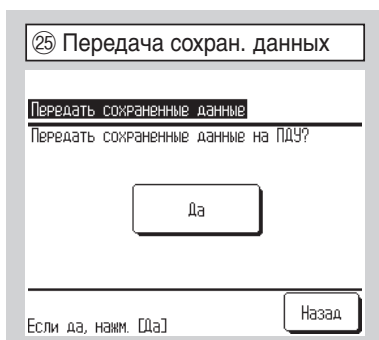 ㉕ Передача сохран. данных
Передать сохраненные данные
Передать сохраненные данные на ПДУ?
Да
Назад
Если да, нажм. [Да]